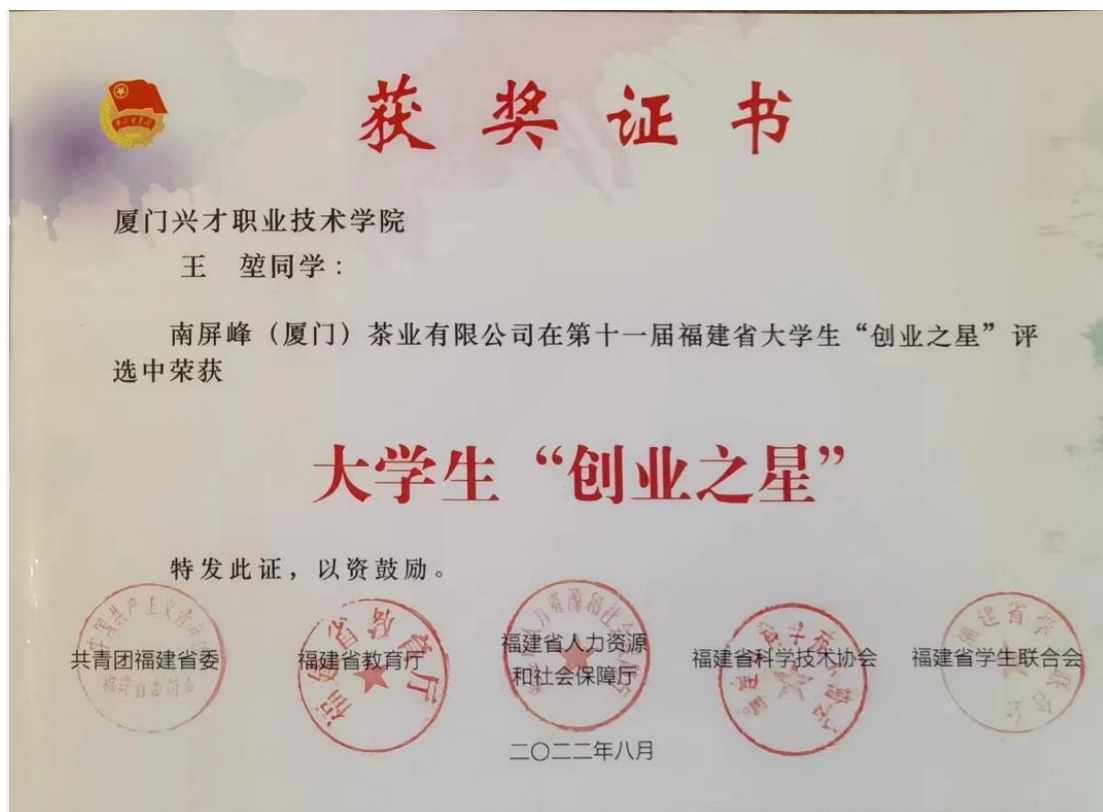 获奖证书
厦门兴才职业技术学院
王 堃同学：
南屏峰（厦门）茶业有限公司在第十一届福建省大学生“创业之星”评
选中荣获
大学生“创业之星”
特发此证，以资鼓励。
共青团福建省委
福建省教育厅
福建省人力资源
和社会保障厅
福建省科学技术协会
福建省学生联合会
二〇二二年八月